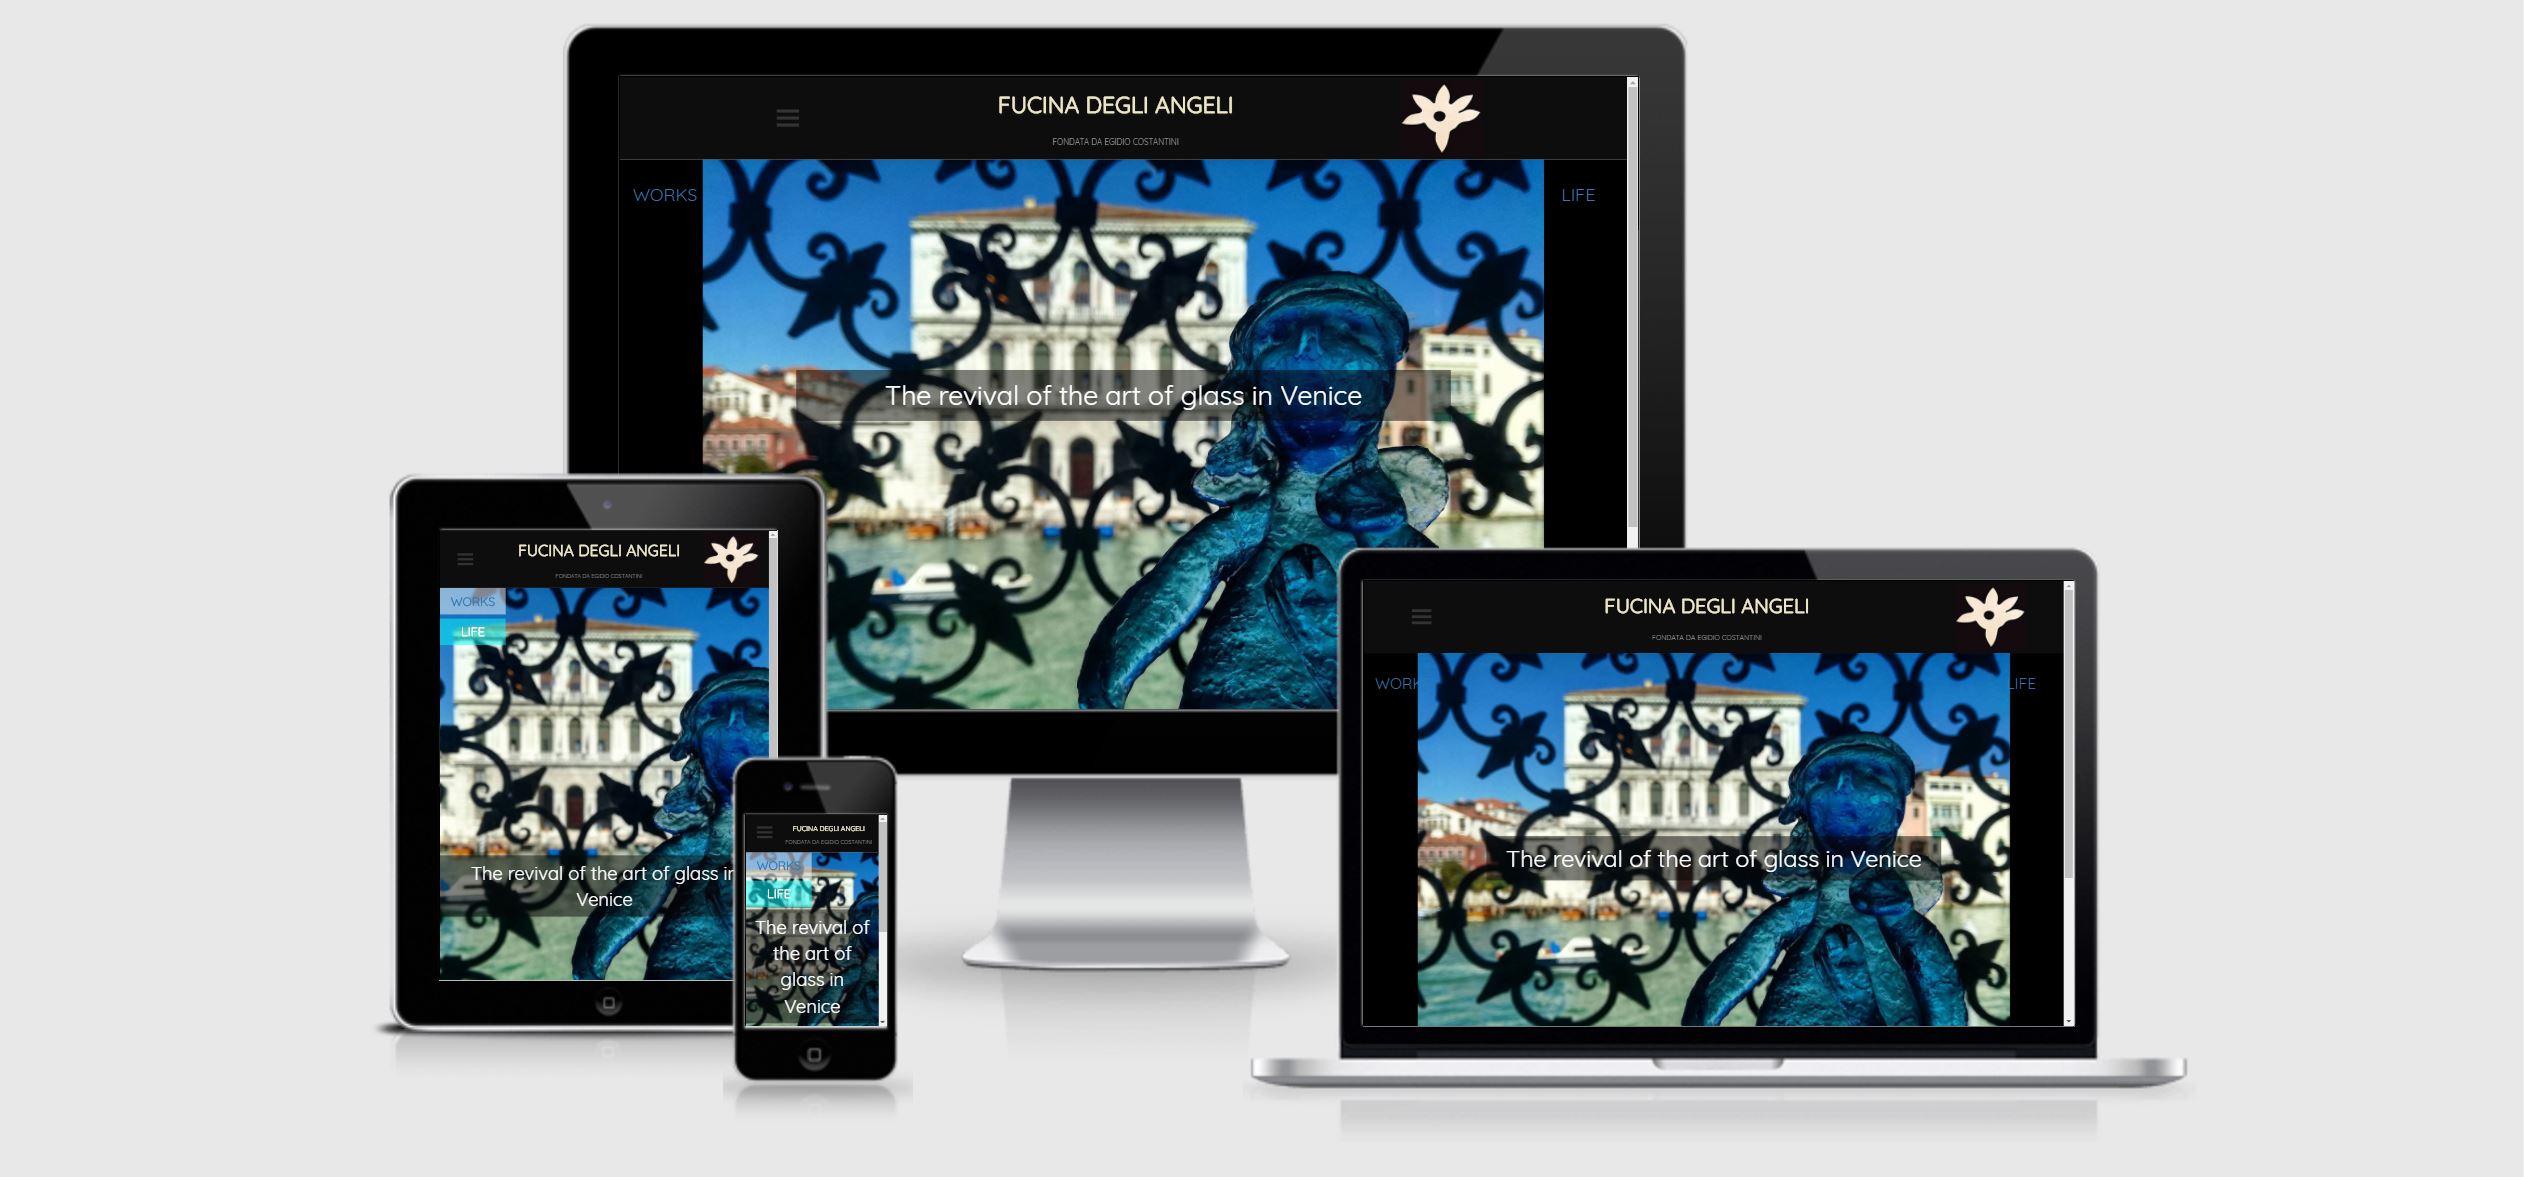 FUCINA DEGLI ANGELI
FONDATA DA EGIDIO COSTANTINI
WORKS
LIFE
The revival of the art of glass in Venice
FUCINA DEGLI ANGELI
FONDATA DA EGIDIO COSTANTINI
WORKS
LIFE
The revival of the art of glass in
Venice
FUCINA DEGLI ANGELI
FONDATA DA EGIDIO COSTANTINI
WORKS
LIFE
The revival of
the art of
glass in
Venice
FUCINA DEGLI ANGELI
FONDATA DA EGIDIO COSTANTINI
WORK
LIFE
The revival of the art of glass in Venice